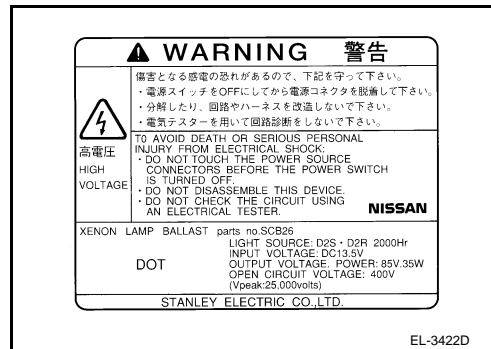 WARNING 警告
傷害となる感電の恐れがあるので、下記を守って下さい。
・電源スイッチをOFFにしてから電源コネクタを脱着して下さい。
・分解したり、回路やハーネスを改造しないで下さい。
・電気テスターを用いて回路診断をしないで下さい。
高電圧
HIGH
VOLTAGE
TO AVOID DEATH OR SERIOUS PERSONAL
INJURY FROM ELECTRICAL SHOCK:
・DO NOT TOUCH THE POWER SOURCE
CONNECTORS BEFORE THE POWER SWITCH
IS TURNED OFF.
・DO NOT DISASSEMBLE THIS DEVICE.
・DO NOT CHECK THE CIRCUIT USING
AN ELECTRICAL TESTER.
NISSAN
XENON LAMP BALLAST parts no.SCB26
LIGHT SOURCE: D2S・D2R 2000Hr
INPUT VOLTAGE: DC13.5V
DOT
OUTPUT VOLTAGE. POWER: 85V.35W
OPEN CIRCUIT VOLTAGE: 400V
(Vpeak:25,000volts)
STANLEY ELECTRIC CO.,LTD.
EL-3422D